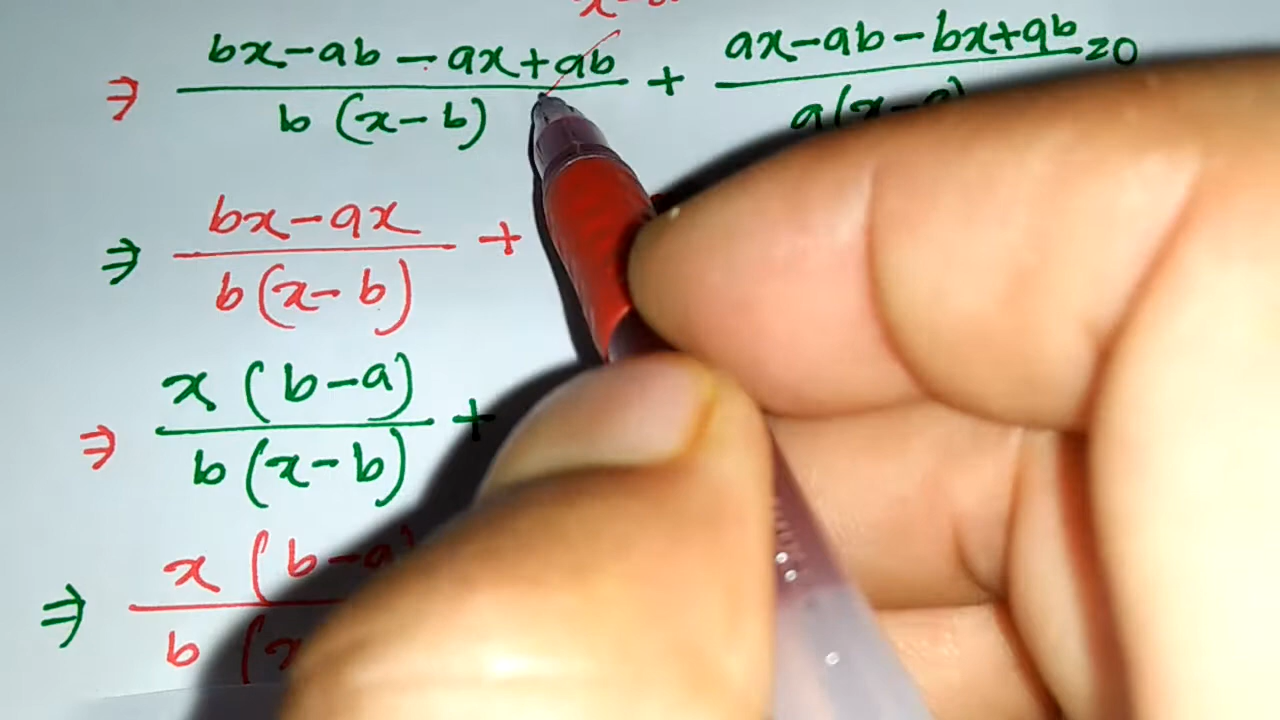 ⇒ bx-ab-ax+ab / b(x-b) + ax-ab-bx+ab / a(x-a) =0
⇒ bx-ax / b(x-b) +
⇒ x(b-a) / b(x-b) +
⇒ x(b-a) / b(x